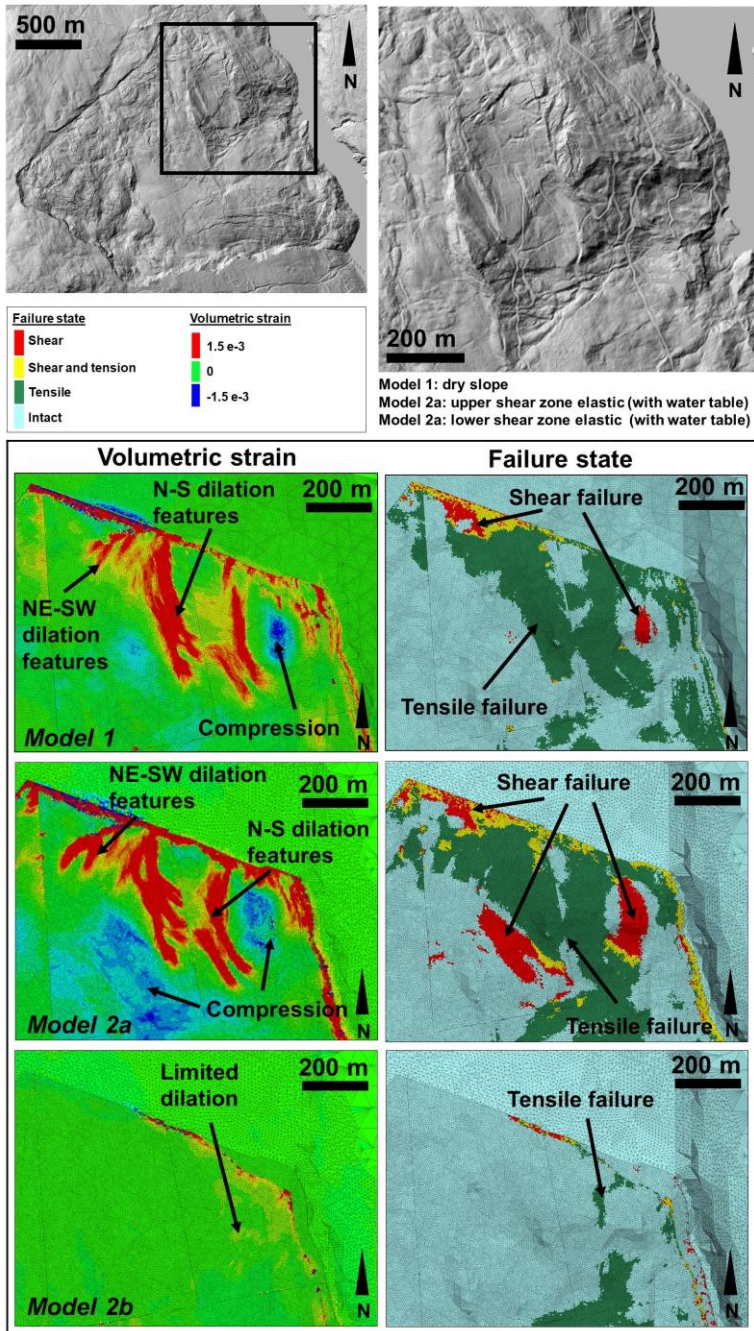 500 m
N
N
200 m
Failure state
Shear
Shear and tension
Tensile
Intact
Volumetric strain
1.5 e-3
0
-1.5 e-3
Model 1: dry slope
Model 2a: upper shear zone elastic (with water table)
Model 2a: lower shear zone elastic (with water table)
Volumetric strain
N-S dilation
features
200 m
NE-SW
dilation
features
Compression
Model 1
N
Failure state
200 m
Shear failure
Tensile failure
N
NE-SW dilation
features
200 m
N-S dilation
features
Compression
Model 2a
N
200 m
Shear failure
Tensile failure
N
Limited
dilation
200 m
Model 2b
N
200 m
Tensile failure
N